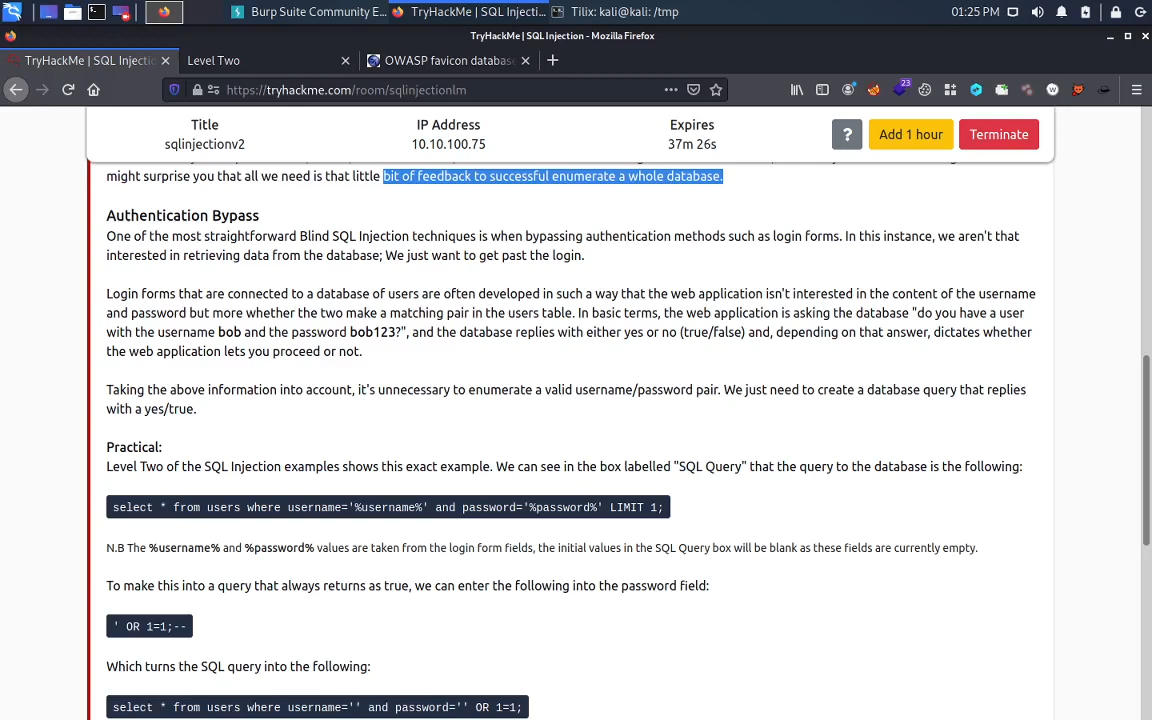 Burp Suite Community E...
TryHackMe | SQL Injecti...
Tilix: kali@kali: /tmp
01:25 PM
TryHackMe | SQL Injection - Mozilla Firefox
TryHackMe | SQL Injectio
Level Two
OWASP favicon databas
https://tryhackme.com/room/sqlinjectionlm
23
Title
IP Address
Expires
sqlinjectionv2
10.10.100.75
37m 26s
?
Add 1 hour
Terminate
might surprise you that all we need is that little bit of feedback to successful enumerate a whole database.
Authentication Bypass
One of the most straightforward Blind SQL Injection techniques is when bypassing authentication methods such as login forms. In this instance, we aren't that
interested in retrieving data from the database; We just want to get past the login.
Login forms that are connected to a database of users are often developed in such a way that the web application isn't interested in the content of the username
and password but more whether the two make a matching pair in the users table. In basic terms, the web application is asking the database "do you have a user
with the username bob and the password bob123?", and the database replies with either yes or no (true/false) and, depending on that answer, dictates whether
the web application lets you proceed or not.
Taking the above information into account, it's unnecessary to enumerate a valid username/password pair. We just need to create a database query that replies
with a yes/true.
Practical:
Level Two of the SQL Injection examples shows this exact example. We can see in the box labelled "SQL Query" that the query to the database is the following:
select * from users where username='%username%' and password='%password%' LIMIT 1;
N.B The %username% and %password% values are taken from the login form fields, the initial values in the SQL Query box will be blank as these fields are currently empty.
To make this into a query that always returns as true, we can enter the following into the password field:
' OR 1=1;--
Which turns the SQL query into the following:
select * from users where username='' and password='' OR 1=1;